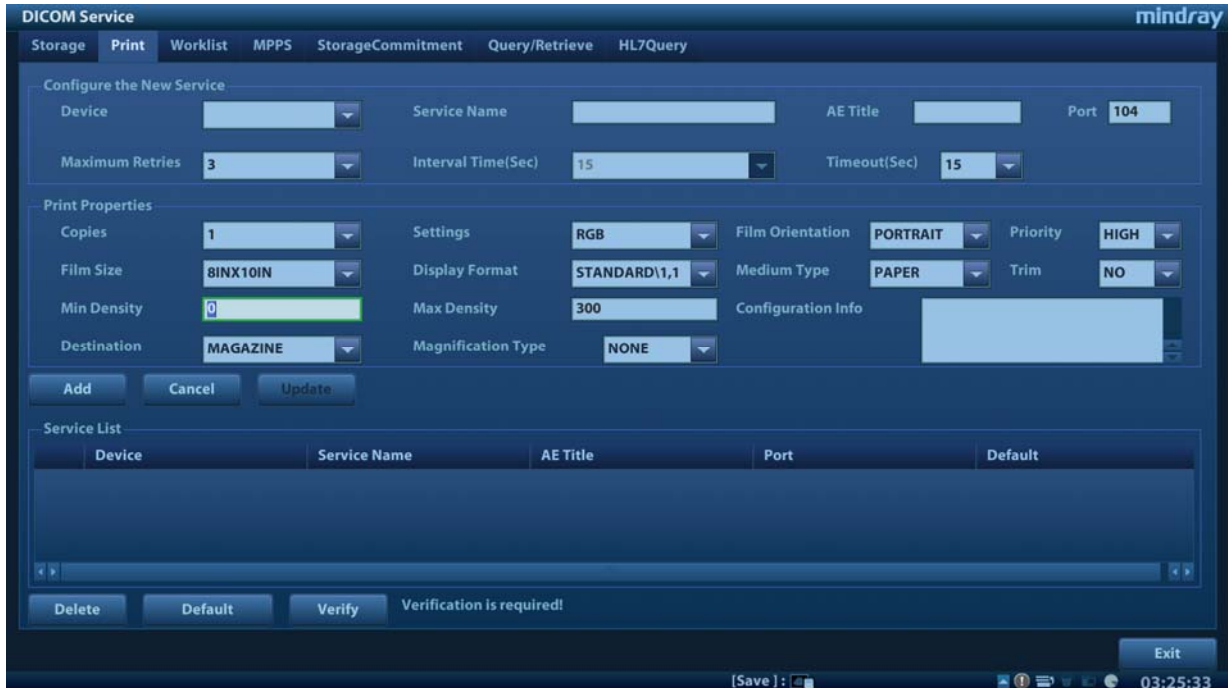 DICOM Service mindray
Storage Print Worklist MPPS StorageCommitment Query/Retrieve HL7Query
Configure the New Service
Device Service Name AE Title Port 104
Maximum Retries 3 Interval Time(Sec) 15 Timeout(Sec) 15
Print Properties
Copies 1 Settings RGB Film Orientation PORTRAIT Priority HIGH
Film Size 8INX10IN Display Format STANDARD\1,1 Medium Type PAPER Trim NO
Min Density 0 Max Density 300 Configuration Info
Destination MAGAZINE Magnification Type NONE
Add Cancel Update
Service List
Device Service Name AE Title Port Default
Delete Default Verify Verification is required!
Exit
[Save ] : 03:25:33